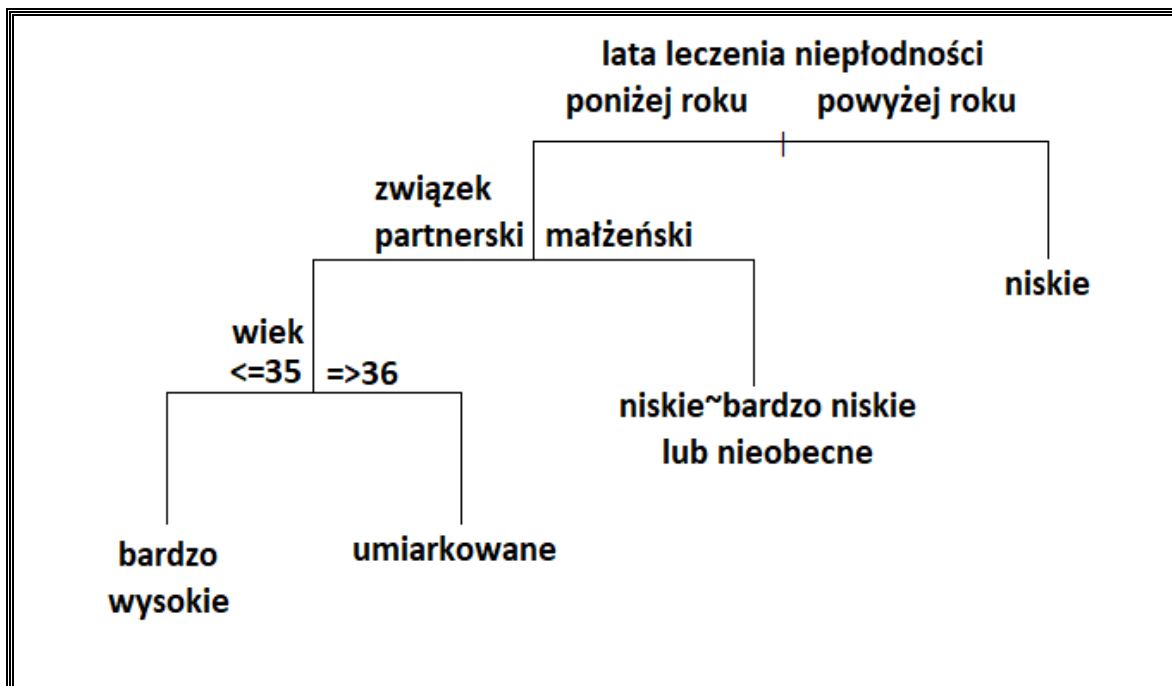 lata leczenia niepłodności
poniżej roku powyżej roku
związek
partnerski małżeński
niskie
wiek
<=35 =>36
niskie~bardzo niskie
lub nieobecne
bardzo
wysokie
umiarkowane